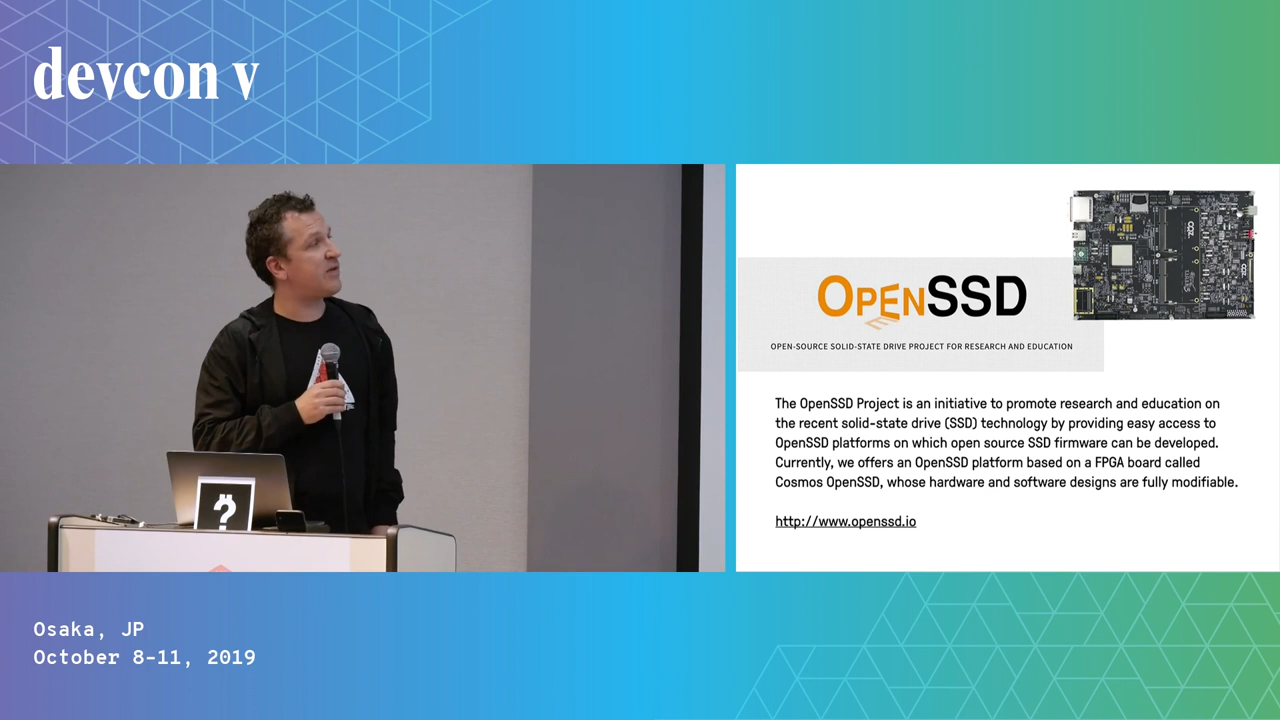 devcon v
OPENSSD
OPEN-SOURCE SOLID-STATE DRIVE PROJECT FOR RESEARCH AND EDUCATION
The OpenSSD Project is an initiative to promote research and education on
the recent solid-state drive (SSD) technology by providing easy access to
OpenSSD platforms on which open source SSD firmware can be developed.
Currently, we offers an OpenSSD platform based on a FPGA board called
Cosmos OpenSSD, whose hardware and software designs are fully modifiable.
http://www.openssd.io
?
Osaka, JP
October 8-11, 2019